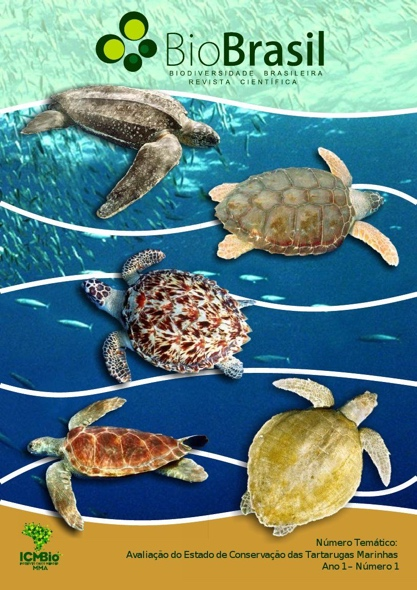 BioBrasil
BIODIVERSIDADE BRASILEIRA
REVISTA CIENTÍFICA
ICMBio
MMA
Número Temático:
Avaliação do Estado de Conservação das Tartarugas Marinhas
Ano 1 – Número 1